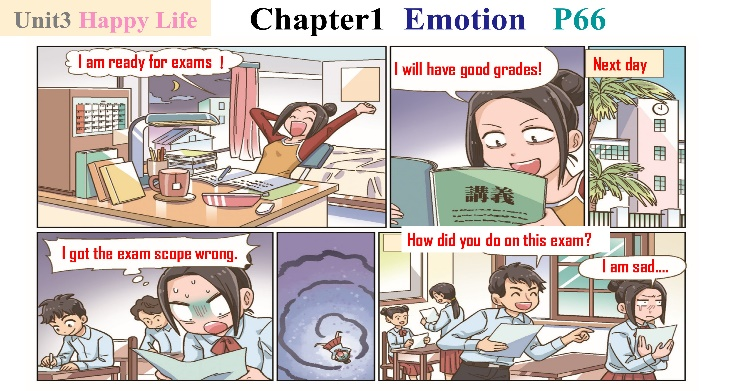 Unit3 Happy Life
Chapter1 Emotion P66
I am ready for exams !
I will have good grades!
Next day
講義
I got the exam scope wrong.
How did you do on this exam?
I am sad....